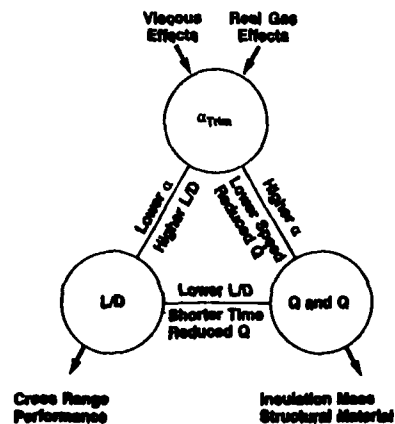 Viscous
Effects
Real Gas
Effects
αTrim
Lower α
Higher L/D
Higher α
Lower Speed
Reduced Q
L/D
Lower L/D
Shorter Time
Reduced Q
Q and Q
Cross Range
Performance
Insulation Mass
Structural Material